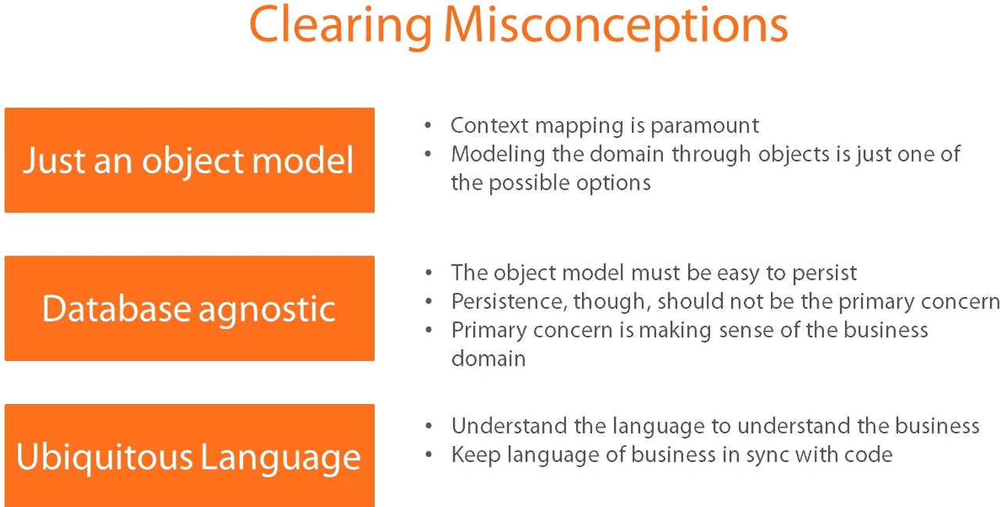 Clearing Misconceptions
Just an object model
• Context mapping is paramount
• Modeling the domain through objects is just one of
the possible options
Database agnostic
• The object model must be easy to persist
• Persistence, though, should not be the primary concern
• Primary concern is making sense of the business
domain
Ubiquitous Language
• Understand the language to understand the business
• Keep language of business in sync with code